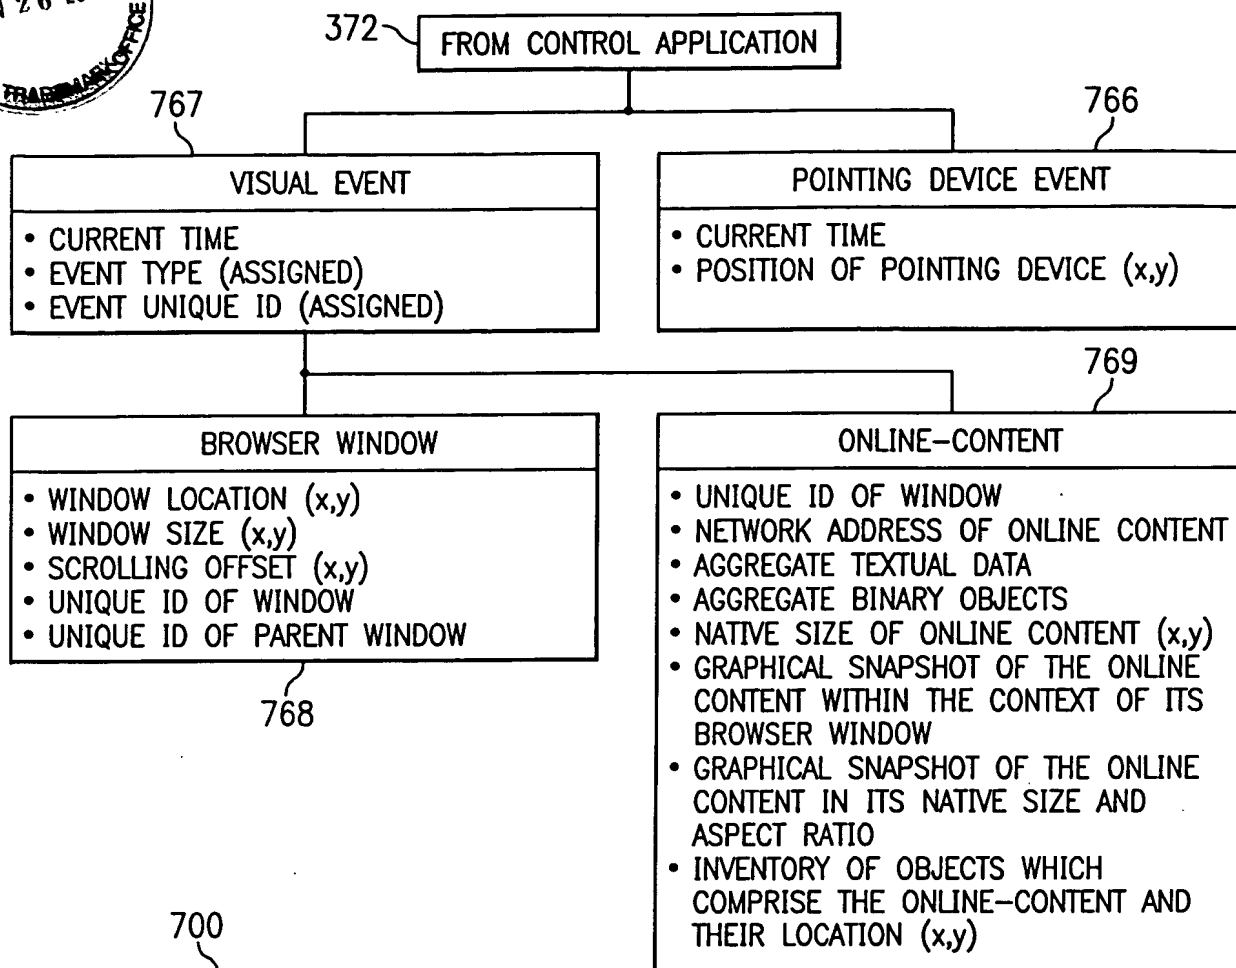 372
FROM CONTROL APPLICATION
TRADEMARK OFFICE
767
766
VISUAL EVENT
• CURRENT TIME
• EVENT TYPE (ASSIGNED)
• EVENT UNIQUE ID (ASSIGNED)
POINTING DEVICE EVENT
• CURRENT TIME
• POSITION OF POINTING DEVICE (x,y)
769
BROWSER WINDOW
• WINDOW LOCATION (x,y)
• WINDOW SIZE (x,y)
• SCROLLING OFFSET (x,y)
• UNIQUE ID OF WINDOW
• UNIQUE ID OF PARENT WINDOW
768
ONLINE-CONTENT
• UNIQUE ID OF WINDOW
• NETWORK ADDRESS OF ONLINE CONTENT
• AGGREGATE TEXTUAL DATA
• AGGREGATE BINARY OBJECTS
• NATIVE SIZE OF ONLINE CONTENT (x,y)
• GRAPHICAL SNAPSHOT OF THE ONLINE
CONTENT WITHIN THE CONTEXT OF ITS
BROWSER WINDOW
• GRAPHICAL SNAPSHOT OF THE ONLINE
CONTENT IN ITS NATIVE SIZE AND
ASPECT RATIO
• INVENTORY OF OBJECTS WHICH
COMPRISE THE ONLINE-CONTENT AND
THEIR LOCATION (x,y)
700